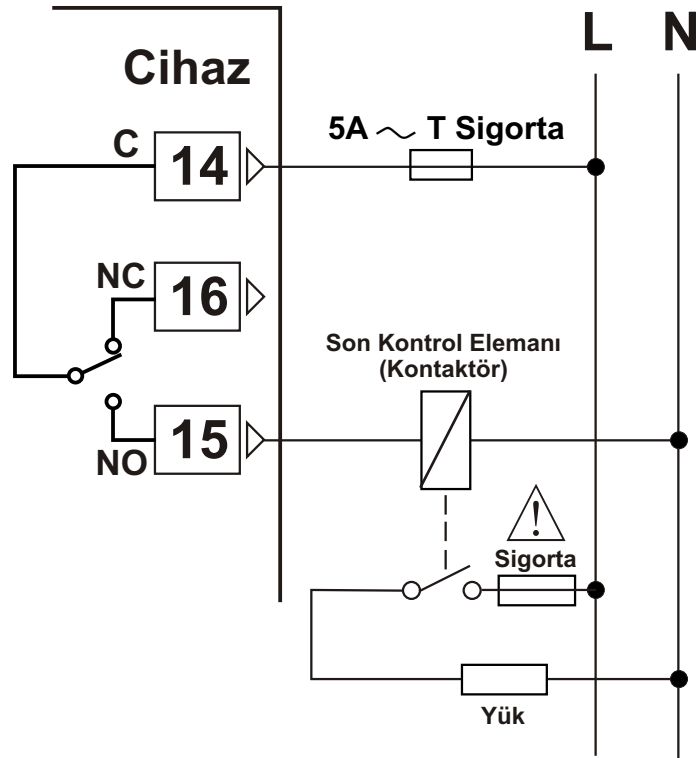 L N
Cihaz
5A ~ T Sigorta
C
14
NC
16
Son Kontrol Elemanı
(Kontaktör)
15
NO
!
Sigorta
Yük